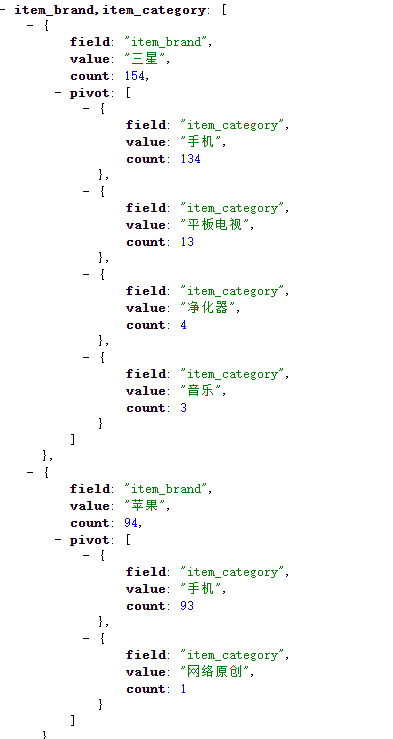 - item_brand,item_category: [
- {
field: "item_brand",
value: "三星",
count: 154,
- pivot: [
- {
field: "item_category",
value: "手机",
count: 134
},
- {
field: "item_category",
value: "平板电视",
count: 13
},
- {
field: "item_category",
value: "净化器",
count: 4
},
- {
field: "item_category",
value: "音乐",
count: 3
}
]
},
- {
field: "item_brand",
value: "苹果",
count: 94,
- pivot: [
- {
field: "item_category",
value: "手机",
count: 93
},
- {
field: "item_category",
value: "网络原创",
count: 1
}
]
}